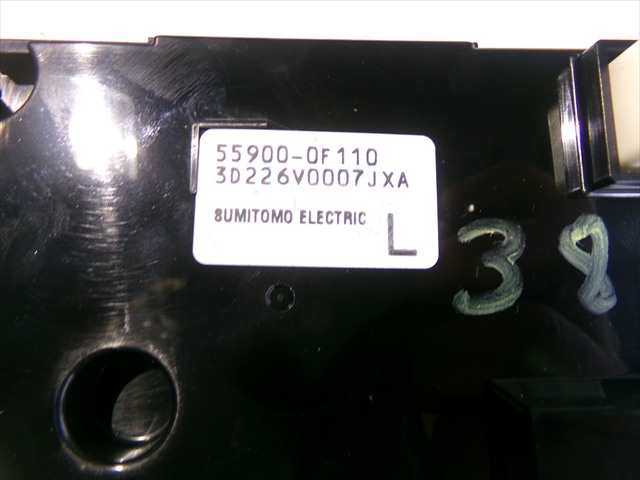 55900-0F110
3D226V0007JXA
SUMITOMO ELECTRIC
L
38